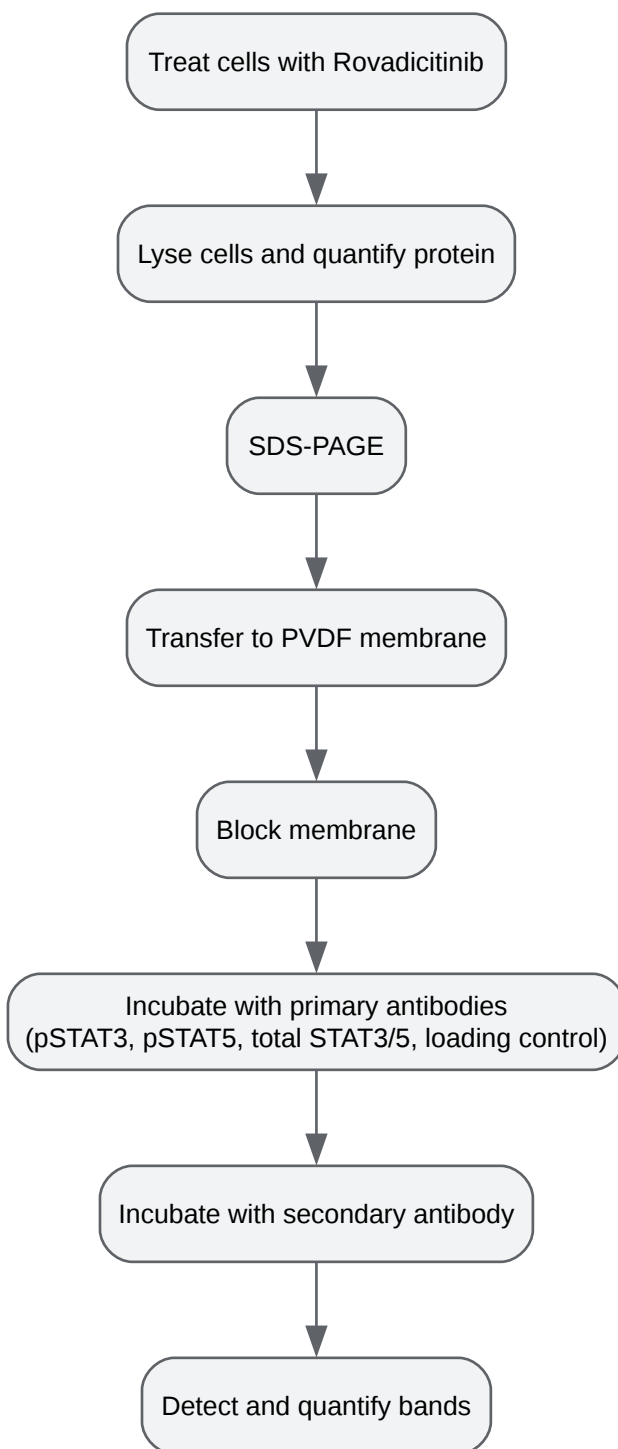 Treat cells with Rovadicitinib
Lyse cells and quantify protein
SDS-PAGE
Transfer to PVDF membrane
Block membrane
Incubate with primary antibodies
(pSTAT3, pSTAT5, total STAT3/5, loading control)
Incubate with secondary antibody
Detect and quantify bands